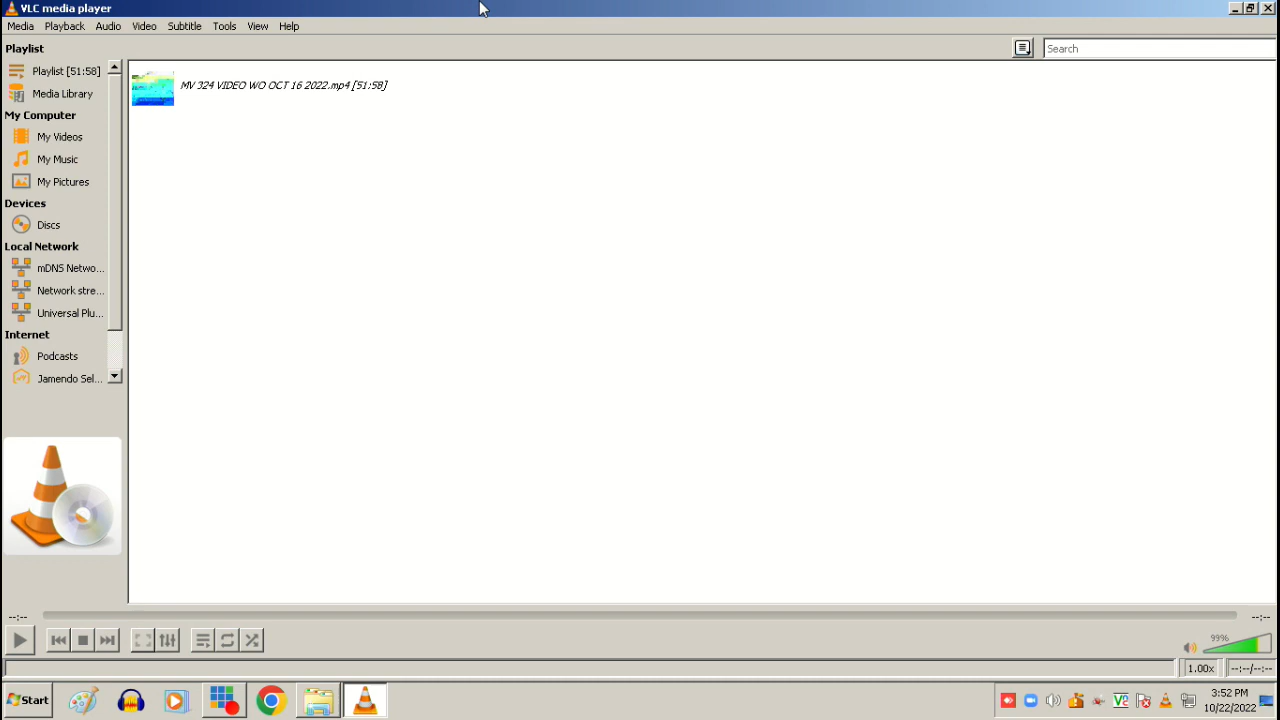 VLC media player
Media Playback Audio Video Subtitle Tools View Help
Playlist
Search
Playlist [51:58]
MV 324 VIDEO WO OCT 16 2022.mp4 [51:58]
Media Library
My Computer
My Videos
My Music
My Pictures
Devices
Discs
Local Network
mDNS Netwo...
Network stre...
Universal Plu...
Internet
Podcasts
Jamendo Sel...
--:--
--:--
99%
1.00x
--:--/--:--
Start
V2
3:52 PM
10/22/2022